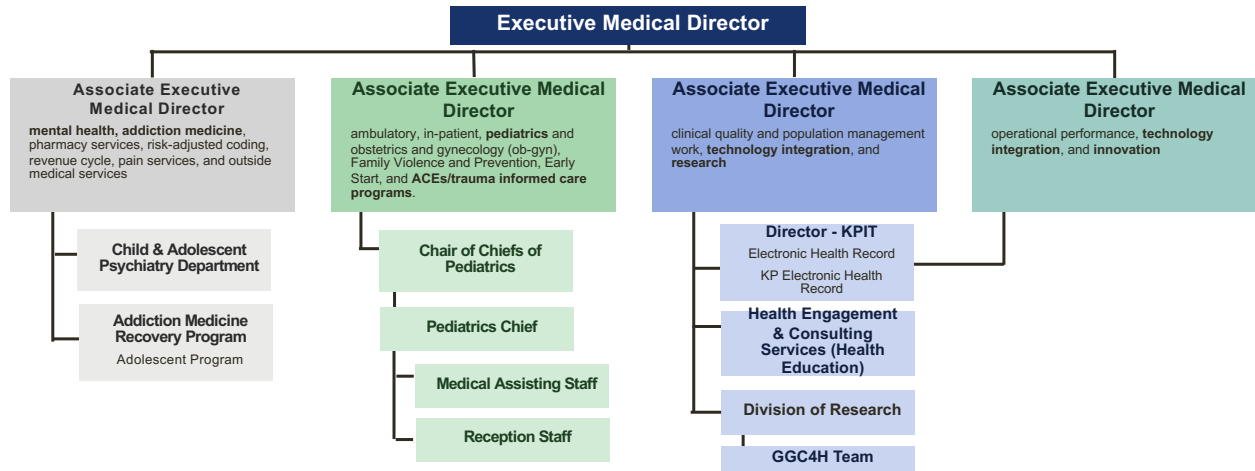 Executive Medical Director
Associate Executive
Medical Director
mental health, addiction medicine,
pharmacy services, risk-adjusted coding,
revenue cycle, pain services, and outside
medical services
Child & Adolescent
Psychiatry Department
Addiction Medicine
Recovery Program
Adolescent Program
Associate Executive Medical
Director
ambulatory, in-patient, pediatrics and
obstetrics and gynecology (ob-gyn),
Family Violence and Prevention, Early
Start, and ACEs/trauma informed care
programs.
Chair of Chiefs of
Pediatrics
Pediatrics Chief
Medical Assisting Staff
Reception Staff
Associate Executive Medical
Director
clinical quality and population management
work, technology integration, and
research
Director - KPIT
Electronic Health Record
KP Electronic Health
Record
Health Engagement
& Consulting
Services (Health
Education)
Division of Research
GGC4H Team
Associate Executive Medical
Director
operational performance, technology
integration, and innovation